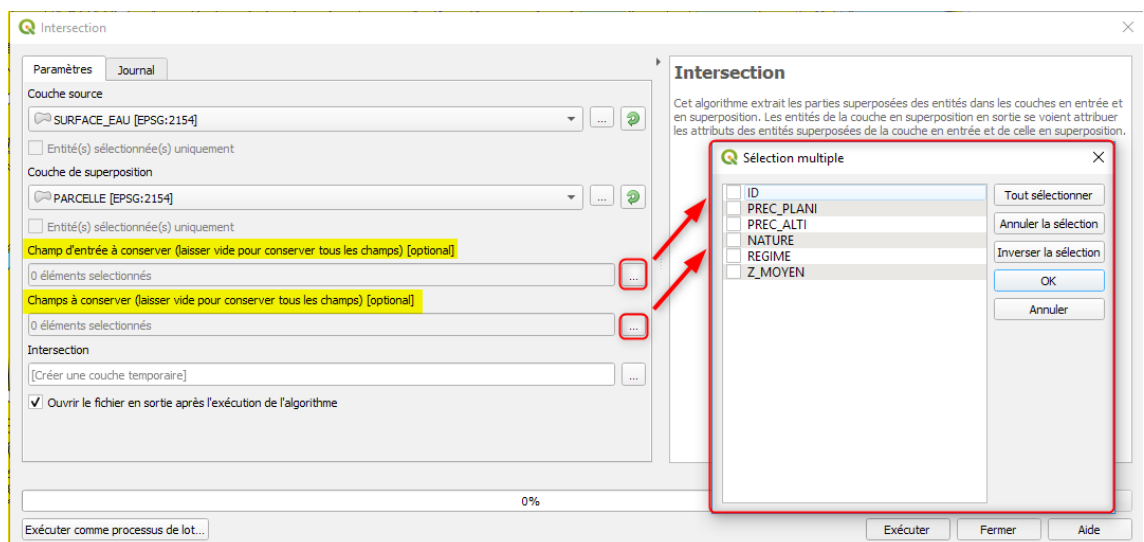 Intersection
Paramètres
Journal
Couche source
SURFACE_EAU [EPSG:2154]
...
Entité(s) sélectionnée(s) uniquement
Couche de superposition
PARCELLE [EPSG:2154]
...
Entité(s) sélectionnée(s) uniquement
Champ d'entrée à conserver (laisser vide pour conserver tous les champs) [optional]
0 éléments selectionnés
...
Champs à conserver (laisser vide pour conserver tous les champs) [optional]
0 éléments selectionnés
...
Intersection
[Créer une couche temporaire]
...
Ouvrir le fichier en sortie après l'exécution de l'algorithme
Intersection
Cet algorithme extrait les parties superposées des entités dans les couches en entrée et
en superposition. Les entités de la couche en superposition en sortie se voient attribuer
les attributs des entités superposées de la couche en entrée et de celle en superposition.
Sélection multiple
ID
PREC_PLANI
PREC_ALTI
NATURE
REGIME
Z_MOYEN
Tout sélectionner
Annuler la sélection
Inverser la sélection
OK
Annuler
0%
Exécuter comme processus de lot...
Exécuter
Fermer
Aide